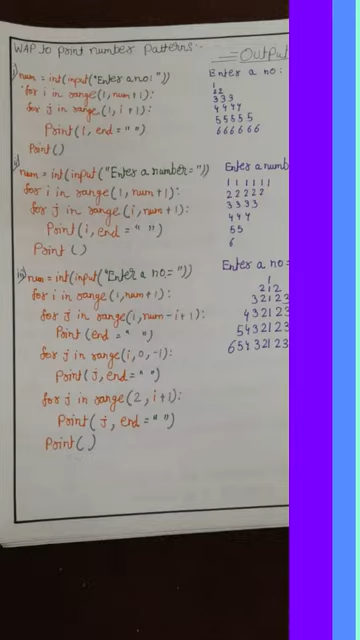 WAP to print number Patterns:-
Output
i) num = int(input("Enter a no: "))
for i in range(1, num+1):
for j in range(1, i+1):
Print(1, end = " ")
Print()
Enter a no:
1
22
333
4444
55555
666666
ii) num = int(input("Enter a number = "))
for i in range(1, num+1):
for j in range(i, num+1):
Print(i, end = " ")
Print()
Enter a numb
111111
22222
3333
444
55
6
iii) num = int(input("Enter a no = "))
for i in range(1, num+1):
for j in range(1, num-i+1):
Print(end = " ")
for j in range(i, 0, -1):
Print(j, end = " ")
for j in range(2, i+1):
Print(j, end = " ")
Print()
Enter a no =
1
212
32123
432123
5432123
65432123